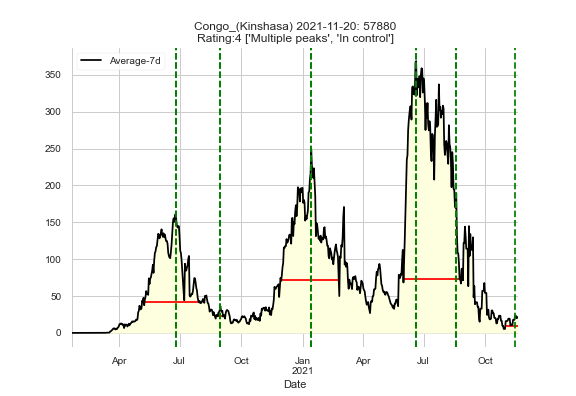 Congo_(Kinshasa) 2021-11-20: 57880
Rating:4 ['Multiple peaks', 'In control']
Average-7d
350
300
250
200
150
100
50
0
Apr Jul Oct Jan Apr Jul Oct
2021
Date